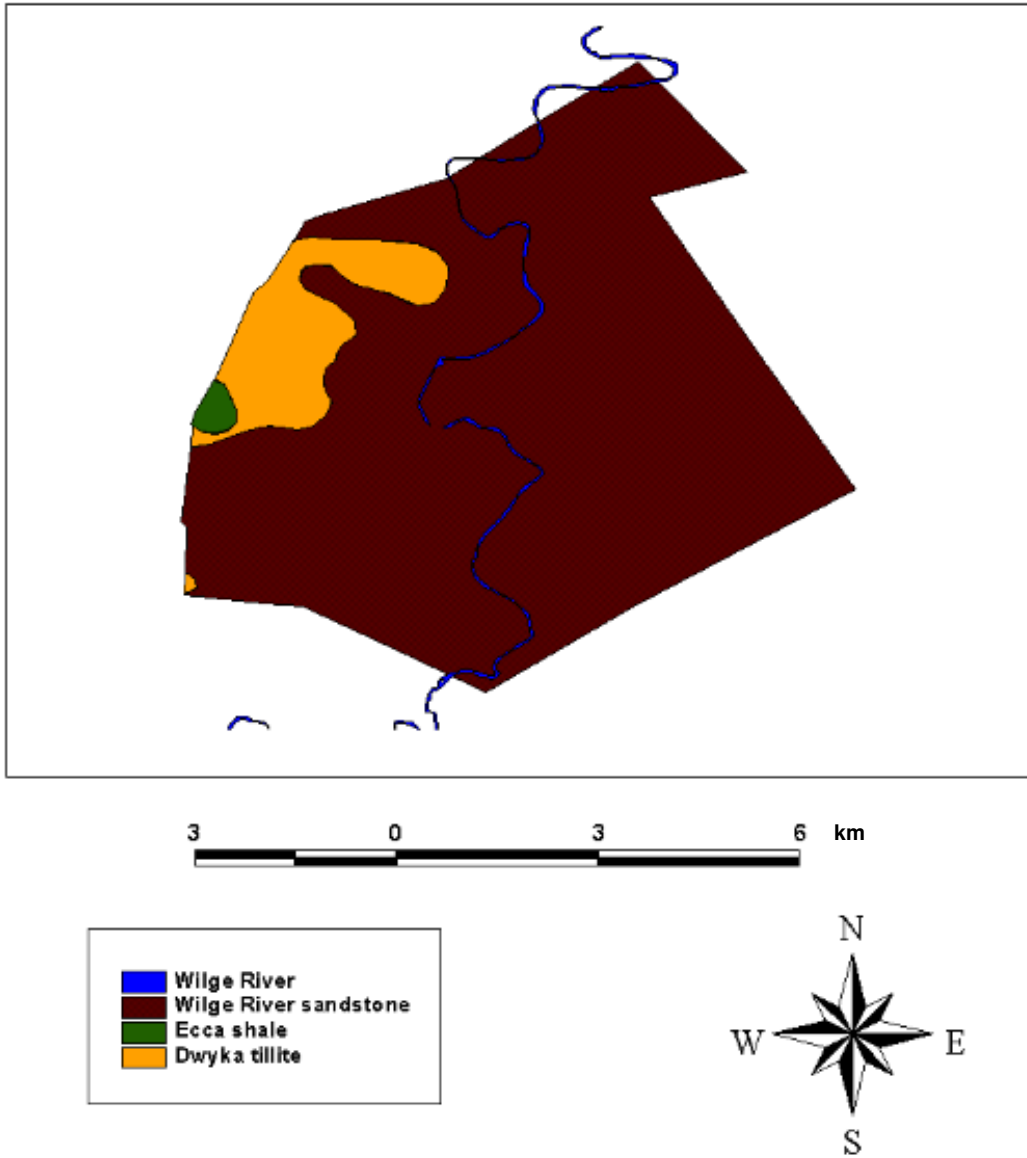 3 0 3 6 km
Wilge River
Wilge River sandstone
Ecca shale
Dwyka tillite
N
W E
S